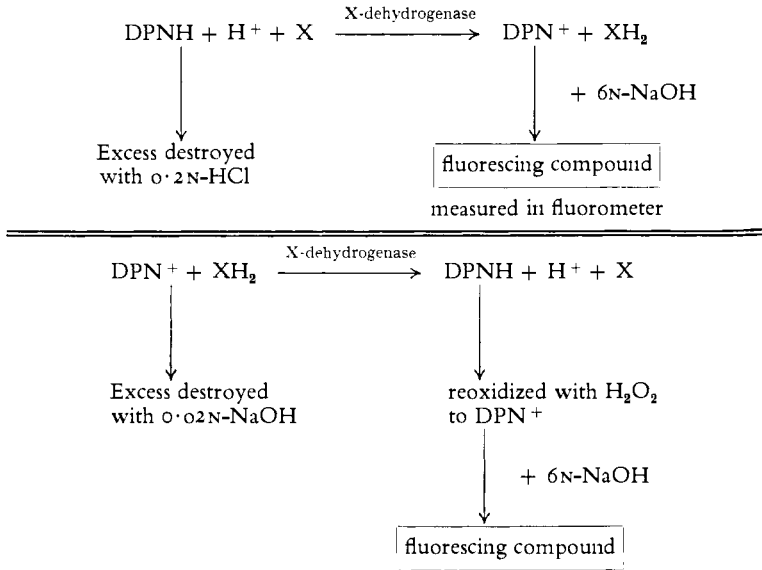 X-dehydrogenase
DPNH + H⁺ + X → DPN⁺ + XH₂
+ 6N-NaOH
Excess destroyed
with 0·2N-HCl
fluorescing compound
measured in fluorometer
X-dehydrogenase
DPN⁺ + XH₂ → DPNH + H⁺ + X
Excess destroyed
with 0·02N-NaOH
reoxidized with H₂O₂
to DPN⁺
+ 6N-NaOH
fluorescing compound